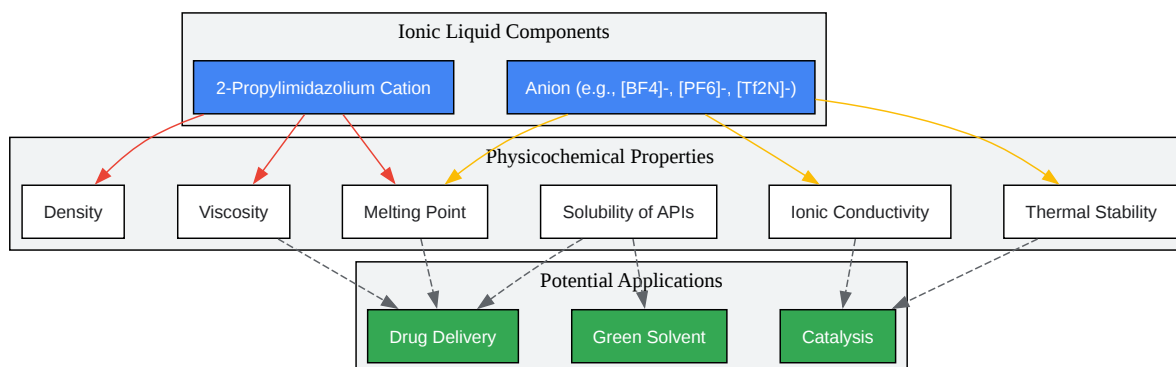 Ionic Liquid Components
2-Propylimidazolium Cation
Anion (e.g., [BF4]-, [PF6]-, [Tf2N]-)
Physicochemical Properties
Density
Viscosity
Melting Point
Solubility of APIs
Ionic Conductivity
Thermal Stability
Potential Applications
Drug Delivery
Green Solvent
Catalysis